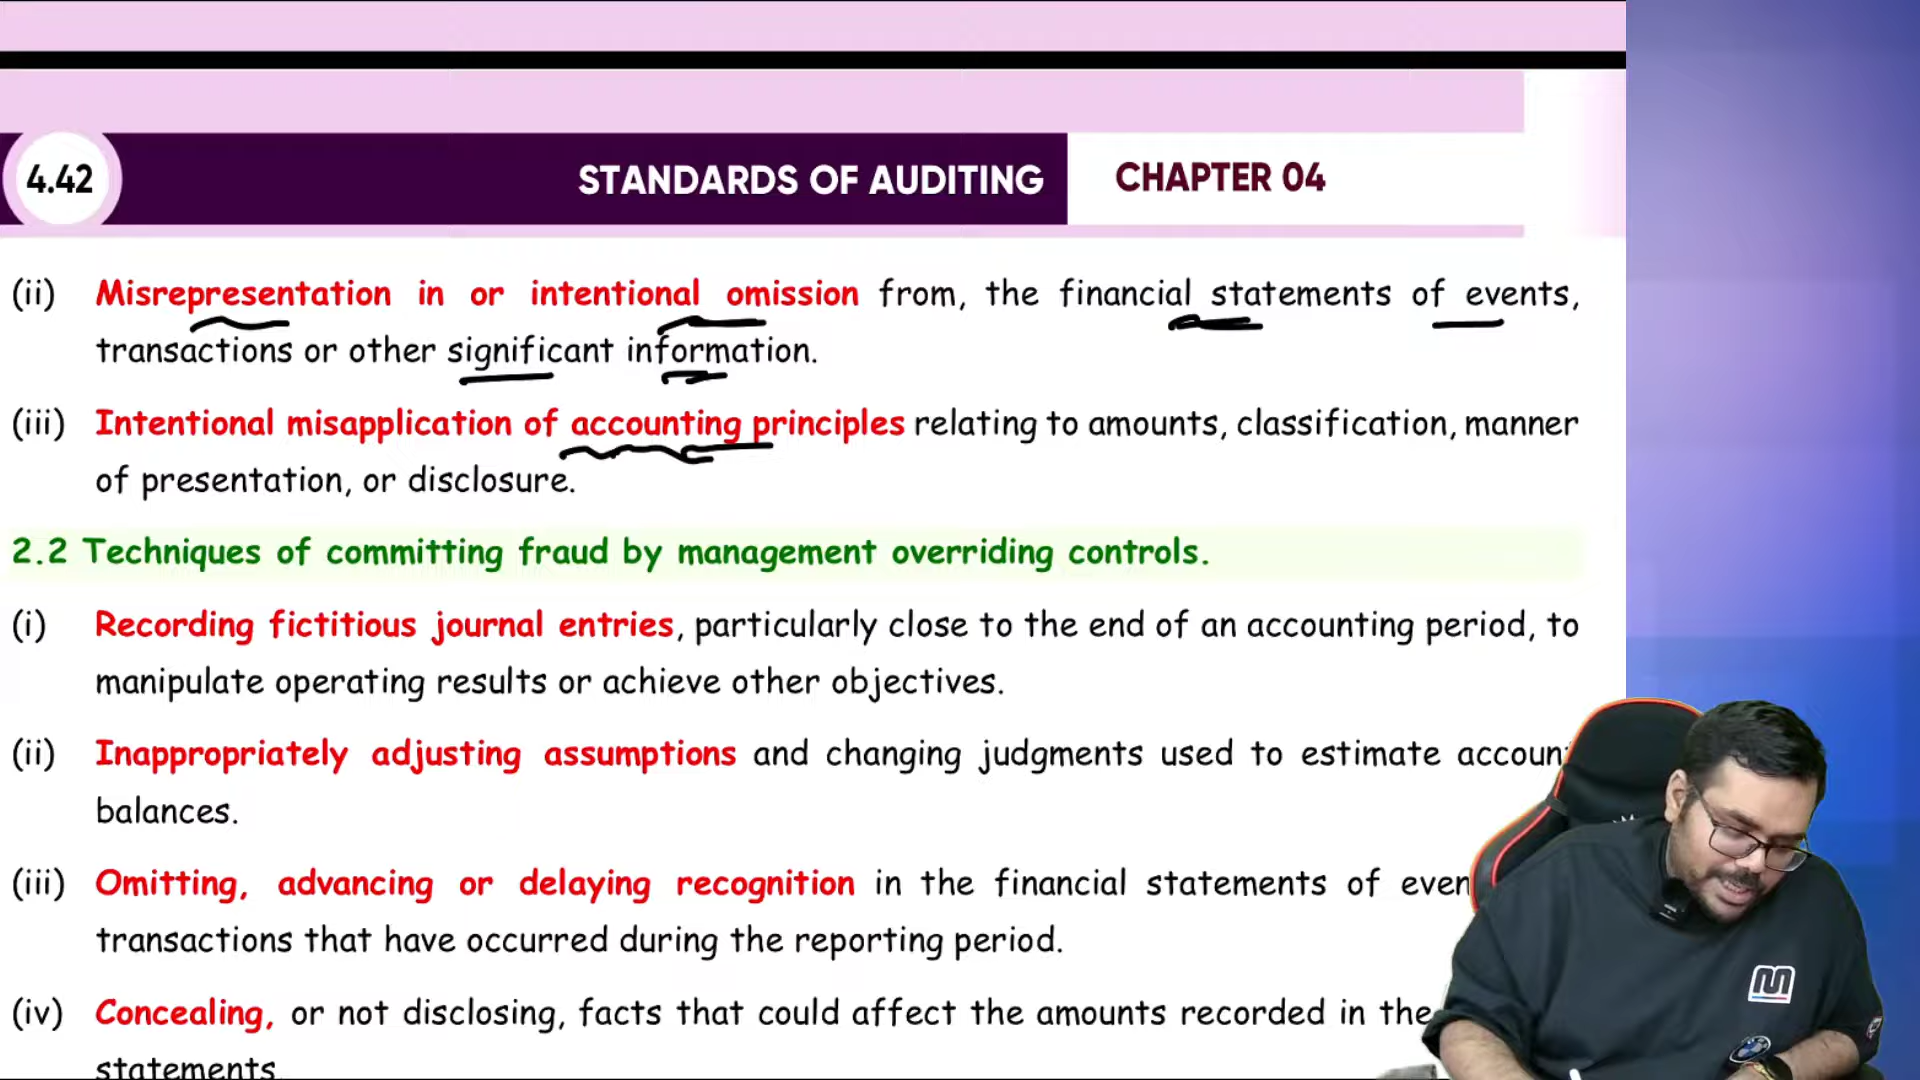 4.42 STANDARDS OF AUDITING CHAPTER 04
(ii) Misrepresentation in or intentional omission from, the financial statements of events,
transactions or other significant information.
(iii) Intentional misapplication of accounting principles relating to amounts, classification, manner
of presentation, or disclosure.
2.2 Techniques of committing fraud by management overriding controls.
(i) Recording fictitious journal entries, particularly close to the end of an accounting period, to
manipulate operating results or achieve other objectives.
(ii) Inappropriately adjusting assumptions and changing judgments used to estimate accoun
balances.
(iii) Omitting, advancing or delaying recognition in the financial statements of even
transactions that have occurred during the reporting period.
(iv) Concealing, or not disclosing, facts that could affect the amounts recorded in the
statements.